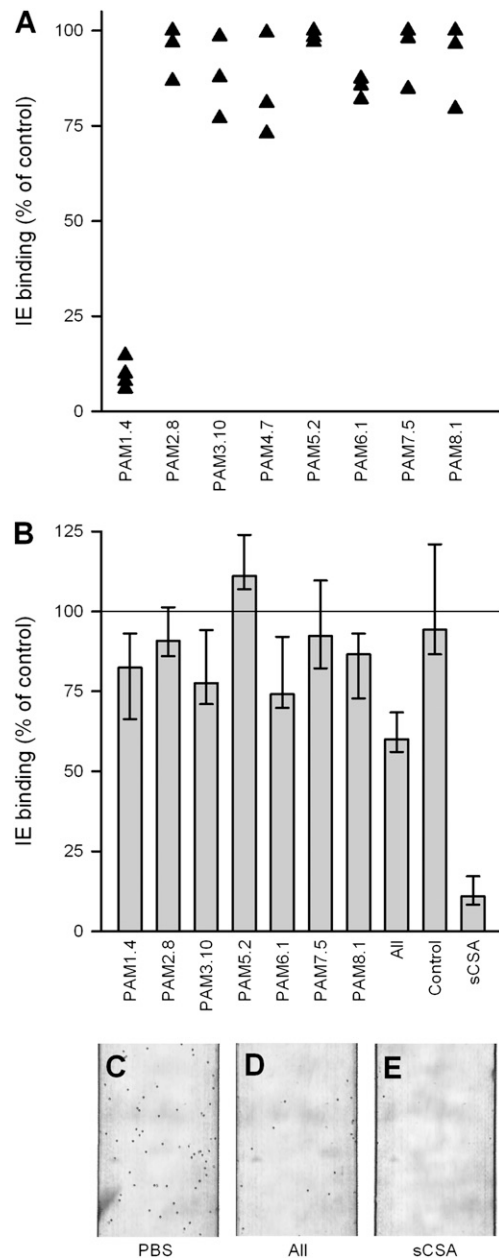 A
IE binding (% of control)
100
75
50
25
0
PAM1.4
PAM2.8
PAM3.10
PAM4.7
PAM5.2
PAM6.1
PAM7.5
PAM8.1
B
IE binding (% of control)
125
100
75
50
25
0
PAM1.4
PAM2.8
PAM3.10
PAM5.2
PAM6.1
PAM7.5
PAM8.1
All
Control
sCSA
C
D
E
PBS
All
sCSA